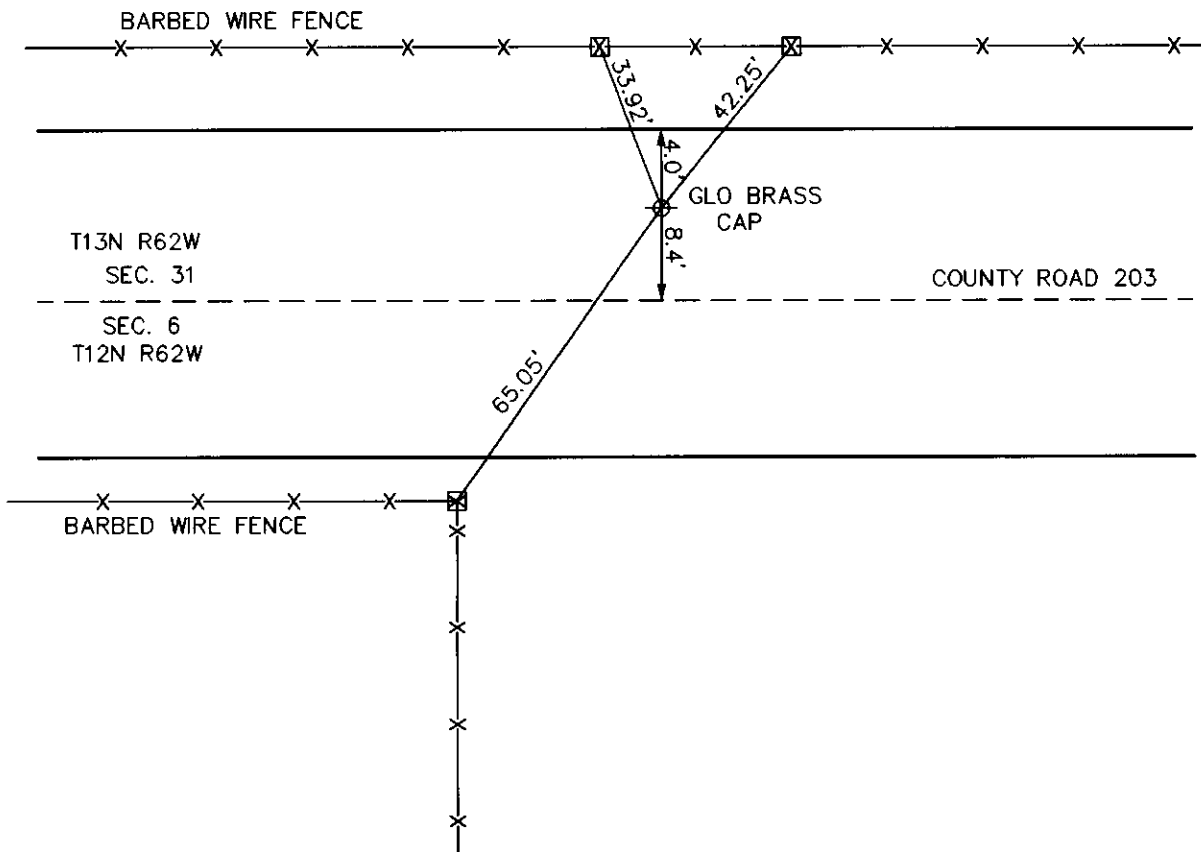 BARBED WIRE FENCE
33.92'
42.25'
4.0'
GLO BRASS
CAP
8.4'
T13N R62W
SEC. 31
COUNTY ROAD 203
SEC. 6
T12N R62W
65.05'
BARBED WIRE FENCE